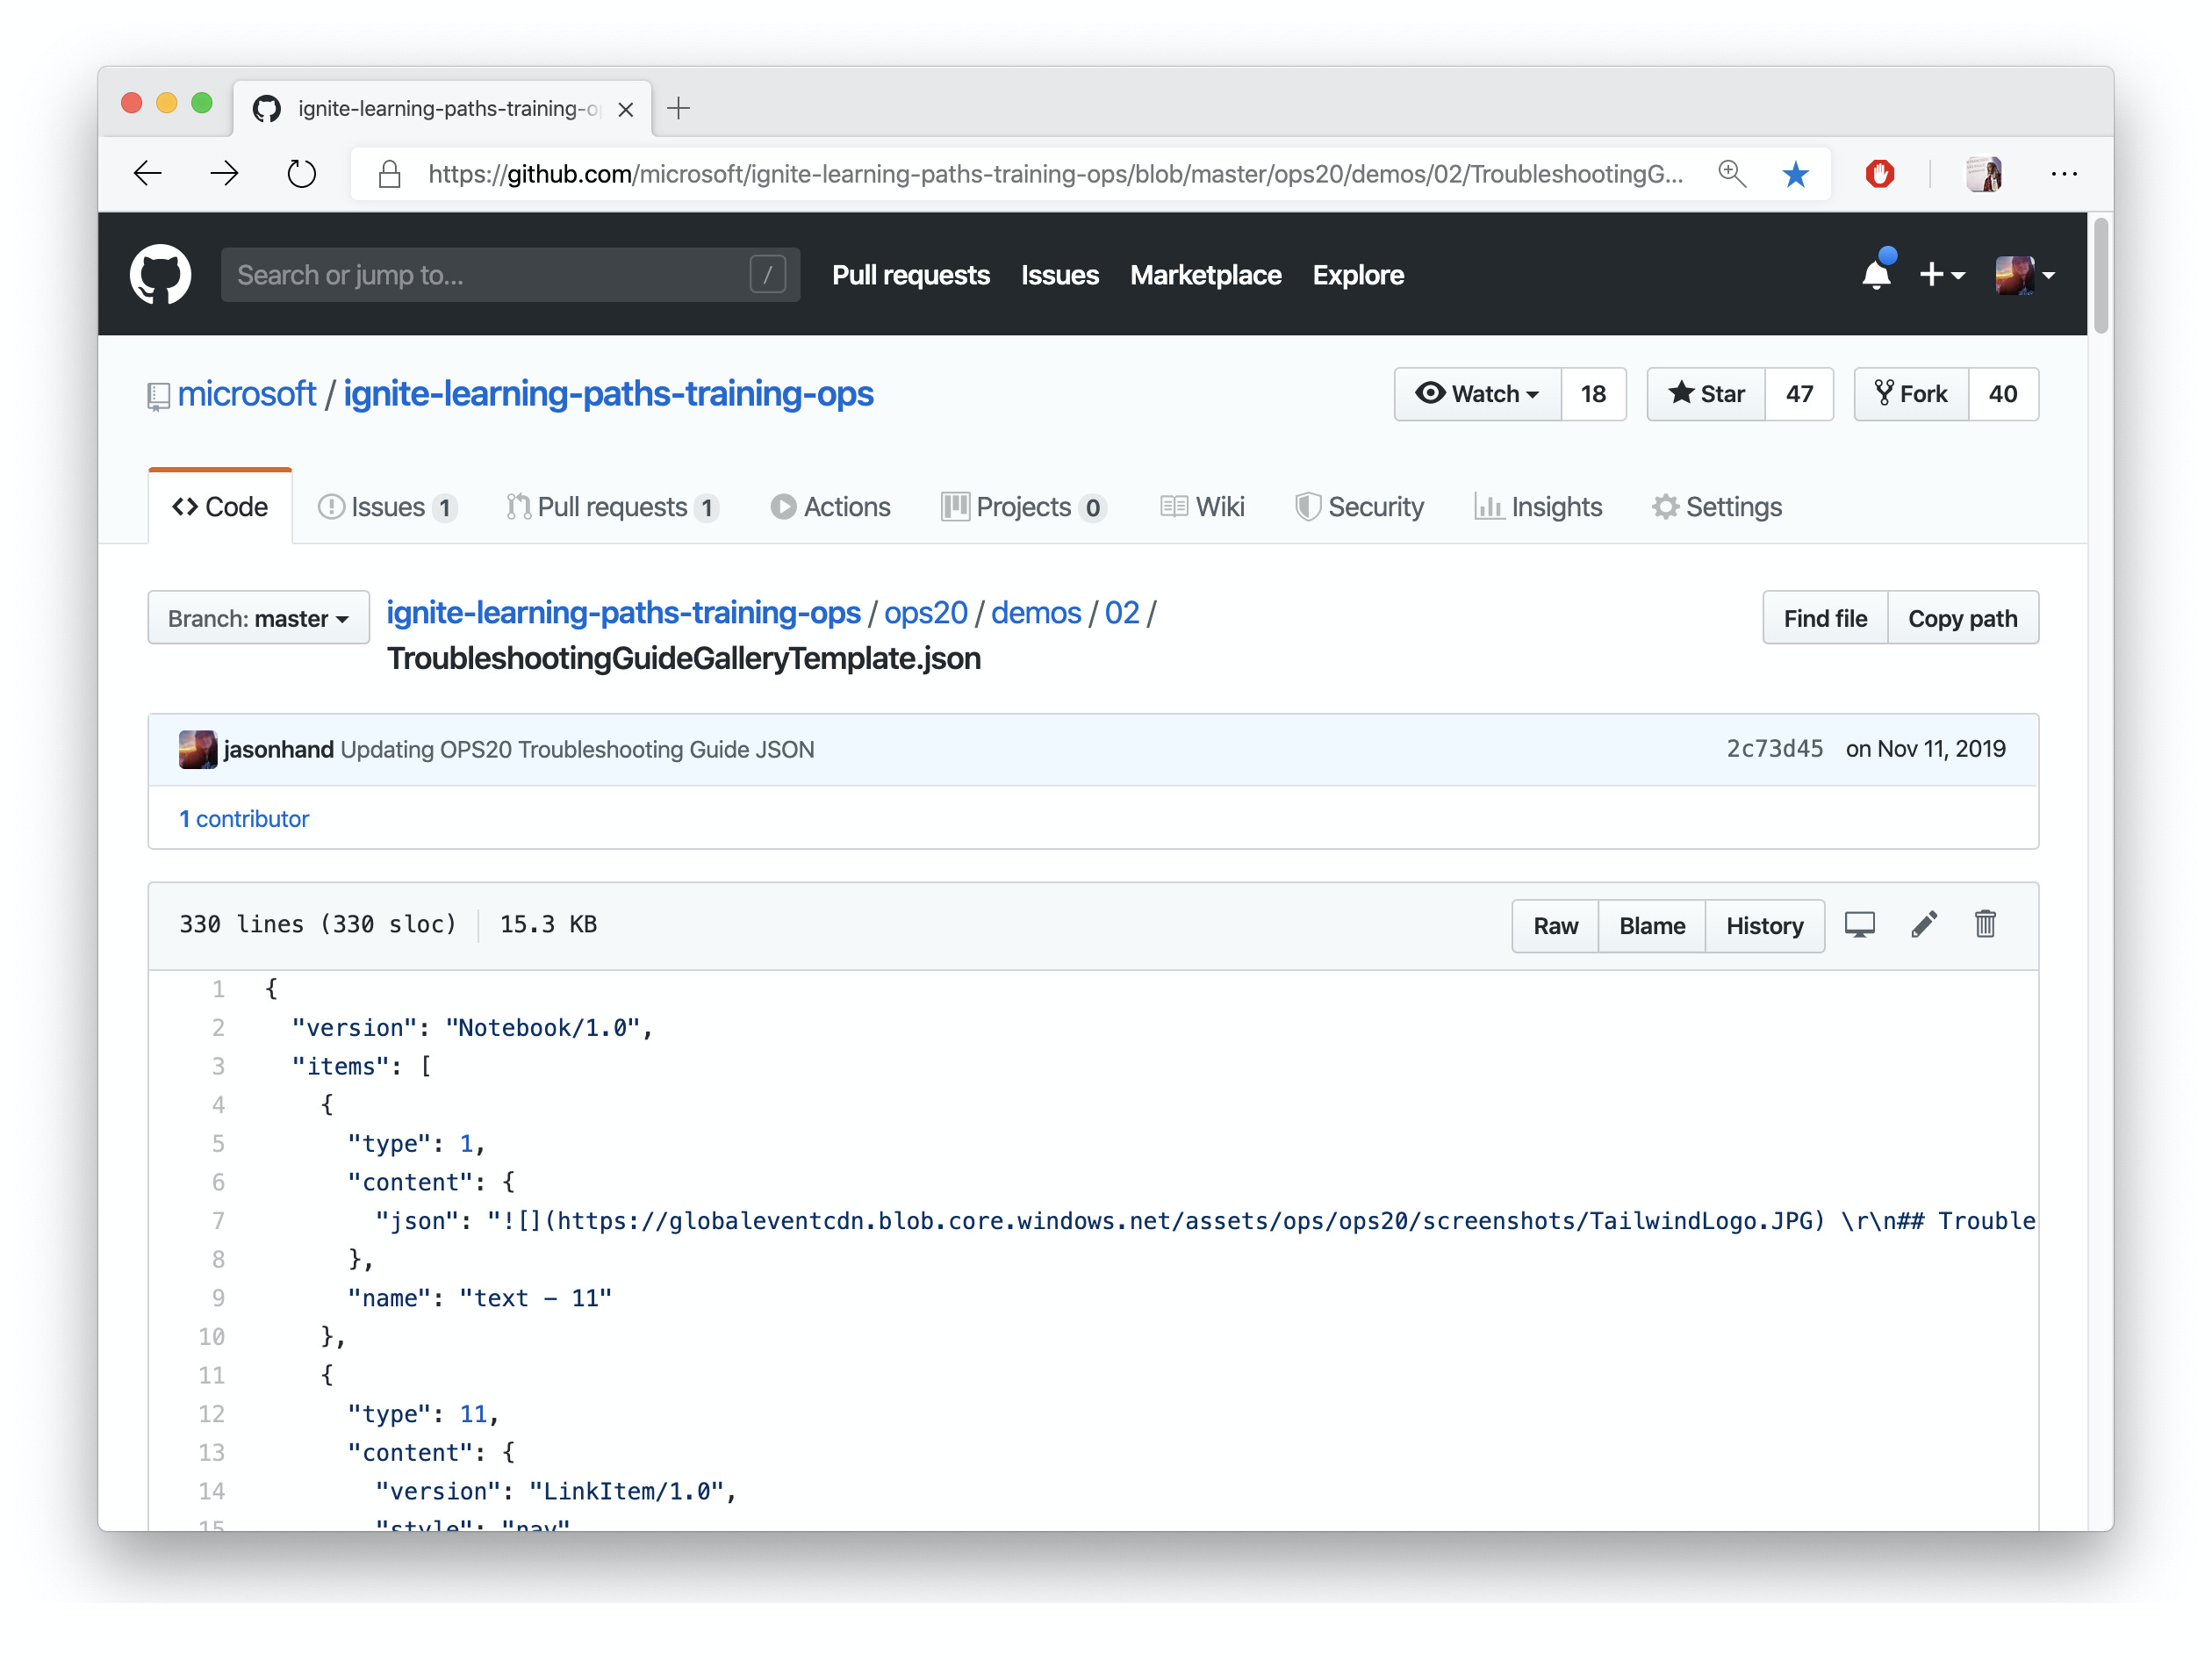 ignite-learning-paths-training-o
https://github.com/microsoft/ignite-learning-paths-training-ops/blob/master/ops20/demos/02/TroubleshootingG...
Search or jump to... / Pull requests Issues Marketplace Explore
microsoft / ignite-learning-paths-training-ops Watch 18 Star 47 Fork 40
Code Issues 1 Pull requests 1 Actions Projects 0 Wiki Security Insights Settings
Branch: master ignite-learning-paths-training-ops / ops20 / demos / 02 / Find file Copy path
TroubleshootingGuideGalleryTemplate.json
jasonhand Updating OPS20 Troubleshooting Guide JSON 2c73d45 on Nov 11, 2019
1 contributor
330 lines (330 sloc) 15.3 KB Raw Blame History
1 {
2 "version": "Notebook/1.0",
3 "items": [
4 {
5 "type": 1,
6 "content": {
7 "json": "![](https://globaleventcdn.blob.core.windows.net/assets/ops/ops20/screenshots/TailwindLogo.JPG) \r\n## Trouble
8 },
9 "name": "text - 11"
10 },
11 {
12 "type": 11,
13 "content": {
14 "version": "LinkItem/1.0",
15 "style": "nav"